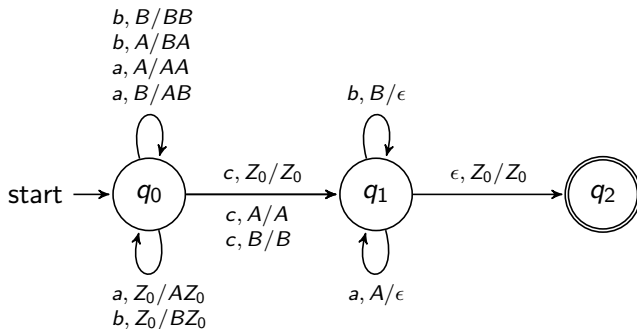 b, B/BB
b, A/BA
a, A/AA
a, B/AB
b, B/ϵ
c, Z₀/Z₀
ϵ, Z₀/Z₀
start
q₀
q₁
q₂
c, A/A
c, B/B
a, Z₀/AZ₀
b, Z₀/BZ₀
a, A/ϵ